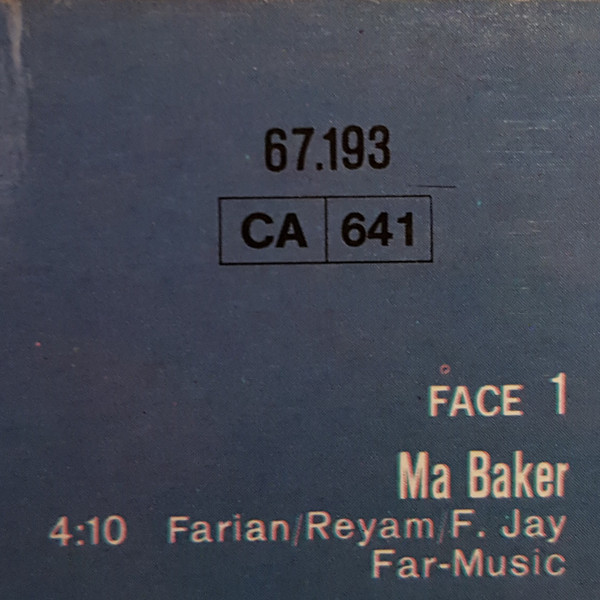 67.193
CA 641
FACE 1
Ma Baker
4:10 Farian/Reyam/F. Jay
Far-Music